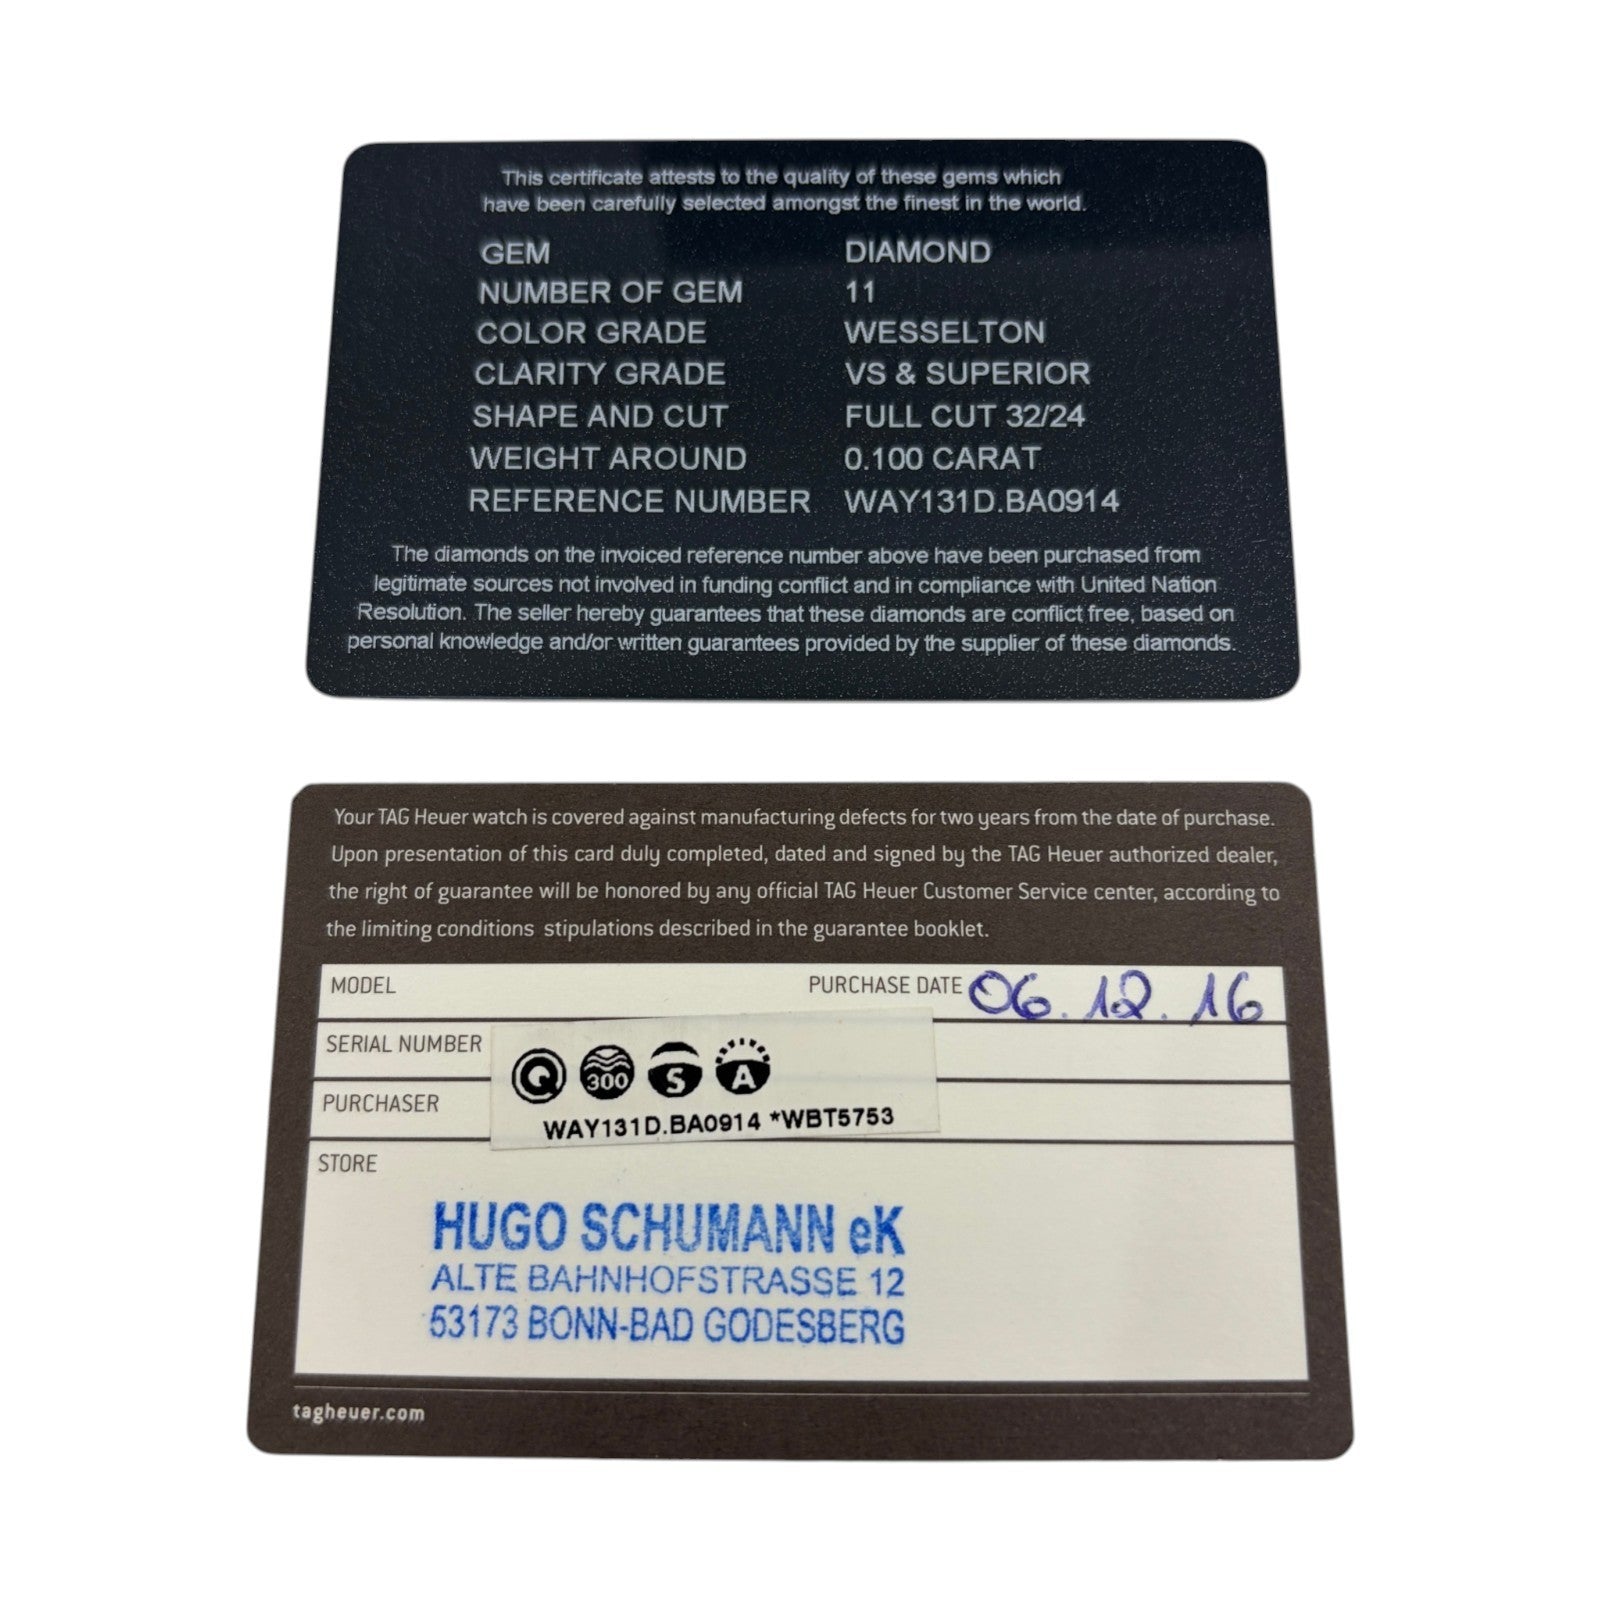 This certificate attests to the quality of these gems which
have been carefully selected amongst the finest in the world.
GEM DIAMOND
NUMBER OF GEM 11
COLOR GRADE WESSELTON
CLARITY GRADE VS & SUPERIOR
SHAPE AND CUT FULL CUT 32/24
WEIGHT AROUND 0.100 CARAT
REFERENCE NUMBER WAY131D.BA0914
The diamonds on the invoiced reference number above have been purchased from
legitimate sources not involved in funding conflict and in compliance with United Nation
Resolution. The seller hereby guarantees that these diamonds are conflict free, based on
personal knowledge and/or written guarantees provided by the supplier of these diamonds.
Your TAG Heuer watch is covered against manufacturing defects for two years from the date of purchase.
Upon presentation of this card duly completed, dated and signed by the TAG Heuer authorized dealer,
the right of guarantee will be honored by any official TAG Heuer Customer Service center, according to
the limiting conditions stipulations described in the guarantee booklet.
MODEL PURCHASE DATE 06.12.16
SERIAL NUMBER
Q 300 S A
PURCHASER
WAY131D.BA0914 *WBT5753
STORE
HUGO SCHUMANN eK
ALTE BAHNHOFSTRASSE 12
53173 BONN-BAD GODESBERG
tagheuer.com